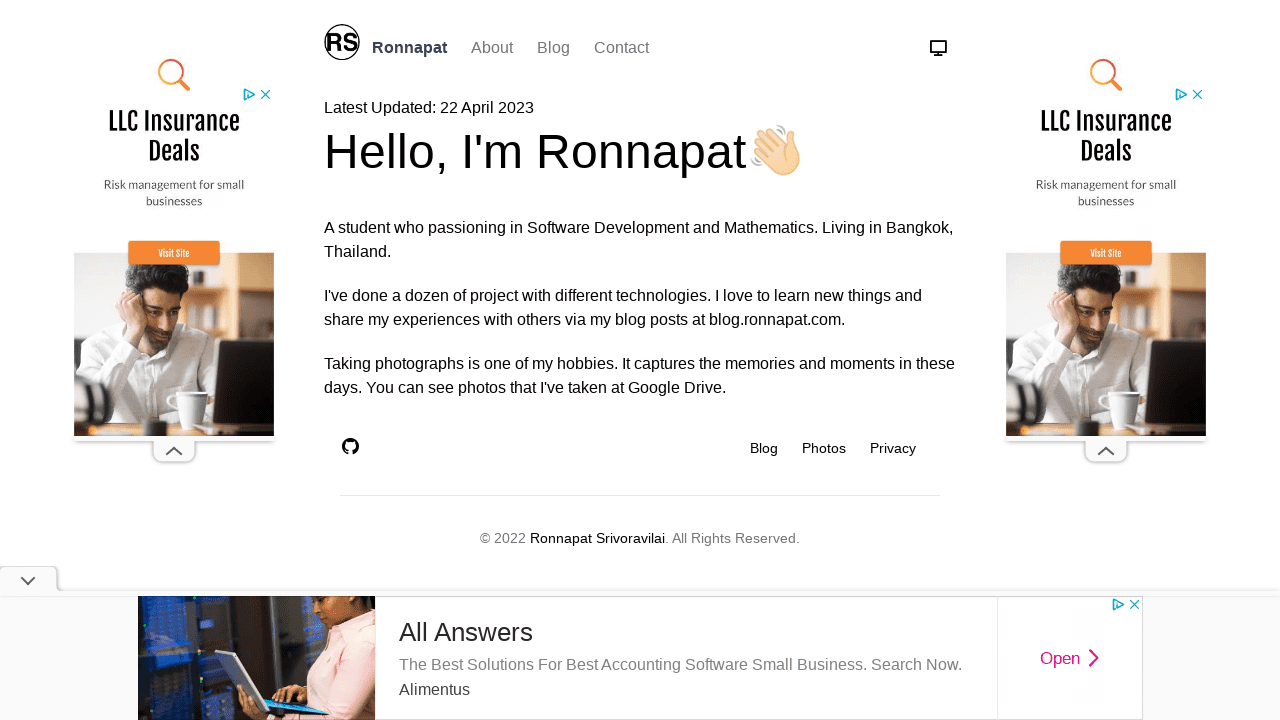 RS Ronnapat About Blog Contact
Latest Updated: 22 April 2023
Hello, I'm Ronnapat
A student who passioning in Software Development and Mathematics. Living in Bangkok,
Thailand.
I've done a dozen of project with different technologies. I love to learn new things and
share my experiences with others via my blog posts at blog.ronnapat.com.
Taking photographs is one of my hobbies. It captures the memories and moments in these
days. You can see photos that I've taken at Google Drive.
Blog Photos Privacy
© 2022 Ronnapat Srivoravilai. All Rights Reserved.
LLC Insurance
Deals
Risk management for small
businesses
Visit Site
LLC Insurance
Deals
Risk management for small
businesses
Visit Site
All Answers
The Best Solutions For Best Accounting Software Small Business. Search Now.
Alimentus
Open